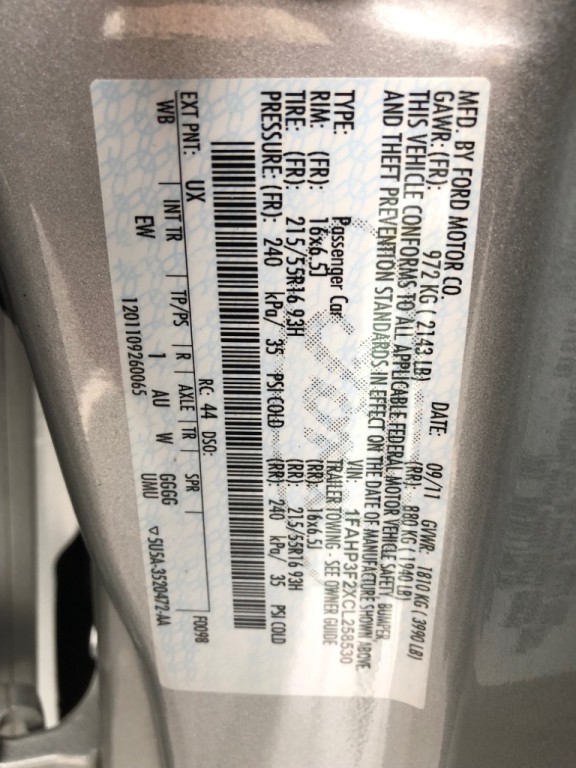 MFD. BY FORD MOTOR CO.
DATE: 09/11 GVWR: 1810 KG (3990 LB)
GAWR: (FR): 972 KG (2143 LB) (RR): 880 KG (1940 LB)
THIS VEHICLE CONFORMS TO ALL APPLICABLE FEDERAL MOTOR VEHICLE SAFETY, BUMPER,
AND THEFT PREVENTION STANDARDS IN EFFECT ON THE DATE OF MANUFACTURE SHOWN ABOVE
VIN: 1FAHP3F2XCL258530
TYPE: Passenger Car TRAILER TOWING - SEE OWNER GUIDE
RIM: (FR): 16x6.5J (RR): 16x6.5J
TIRE: (FR): 215/55R16 93H (RR): 215/55R16 93H
PRESSURE: (FR): 240 kPa/ 35 PSI COLD (RR): 240 kPa/ 35 PSI COLD
F0098
RC: 44 DSO:
EXT PNT: UX
WB | INT TR | TP/PS | R | AXLE | TR | SPR |
EW 1 AU W GGGG
UMU
1201109260065
▽5U5A-3520472-AA